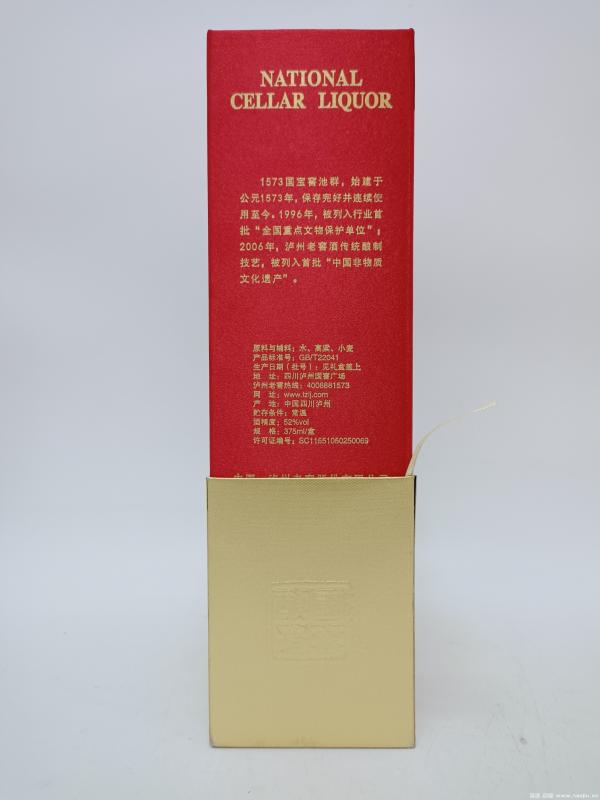 NATIONAL
CELLAR LIQUOR
1573国宝窖池群，始建于
公元1573年，保存完好并连续使
用至今。1996年，被列入行业首
批“全国重点文物保护单位”；
2006年，泸州老窖酒传统酿制
技艺，被列入首批“中国非物质
文化遗产”。
原料与辅料：水、高粱、小麦
产品标准号：GB/T22041
生产日期（批号）：见礼盒盖上
地 址：四川泸州国窖广场
泸州老窖热线：4008881573
网 址：www.lzlj.com
产 地：中国四川泸州
贮存条件：常温
酒精度：52%vol
规 格：375ml/盒
许可证编号：SC11551050250069